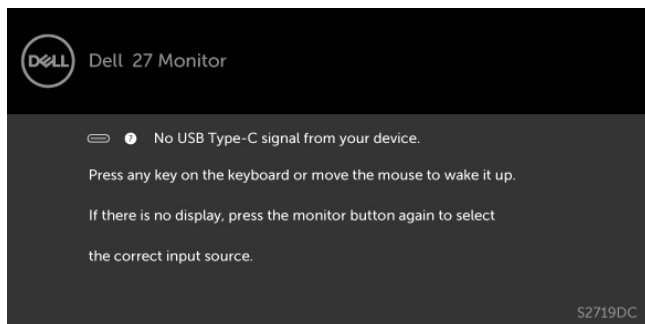 DELL
Dell 27 Monitor
? No USB Type-C signal from your device.
Press any key on the keyboard or move the mouse to wake it up.
If there is no display, press the monitor button again to select
the correct input source.
S2719DC